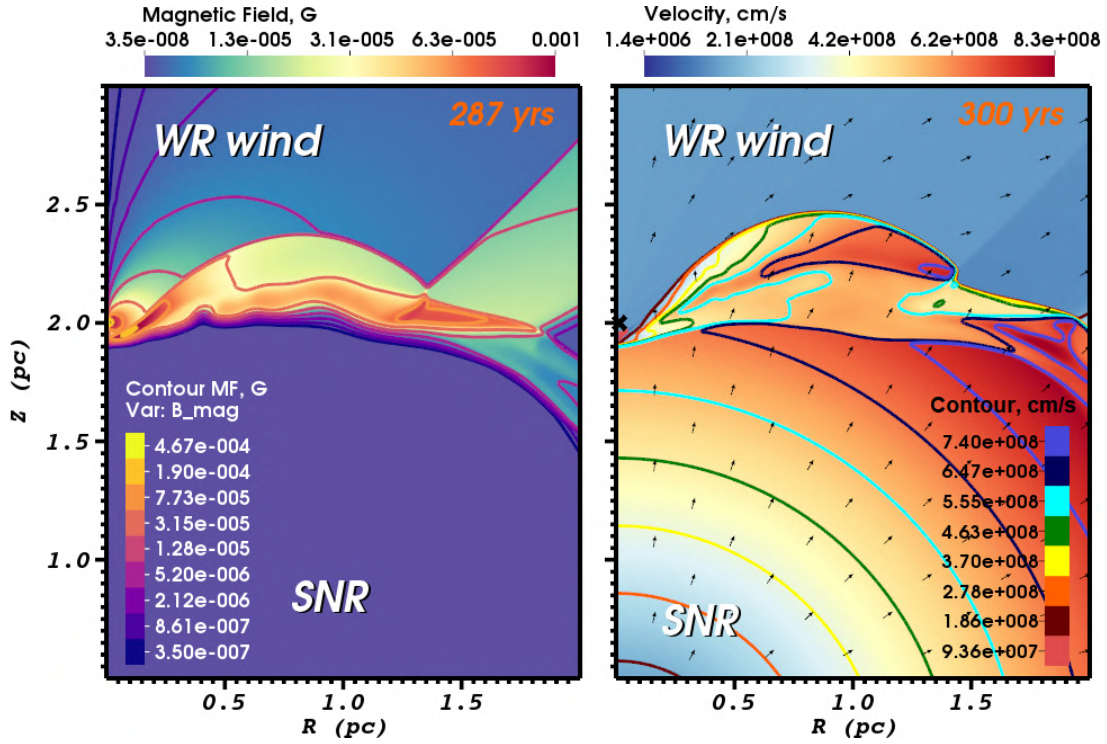 Magnetic Field, G
3.5e-008 1.3e-005 3.1e-005 6.3e-005 0.001
Velocity, cm/s
1.4e+006 2.1e+008 4.2e+008 6.2e+008 8.3e+008
287 yrs
WR wind
300 yrs
WR wind
2.5
2.0
1.5
1.0
Z (pc)
Contour MF, G
Var: B_mag
4.67e-004
1.90e-004
7.73e-005
3.15e-005
1.28e-005
5.20e-006
2.12e-006
8.61e-007
3.50e-007
SNR
Contour, cm/s
7.40e+008
6.47e+008
5.55e+008
4.63e+008
3.70e+008
2.78e+008
1.86e+008
9.36e+007
SNR
0.5 1.0 1.5
R (pc)
0.5 1.0 1.5
R (pc)